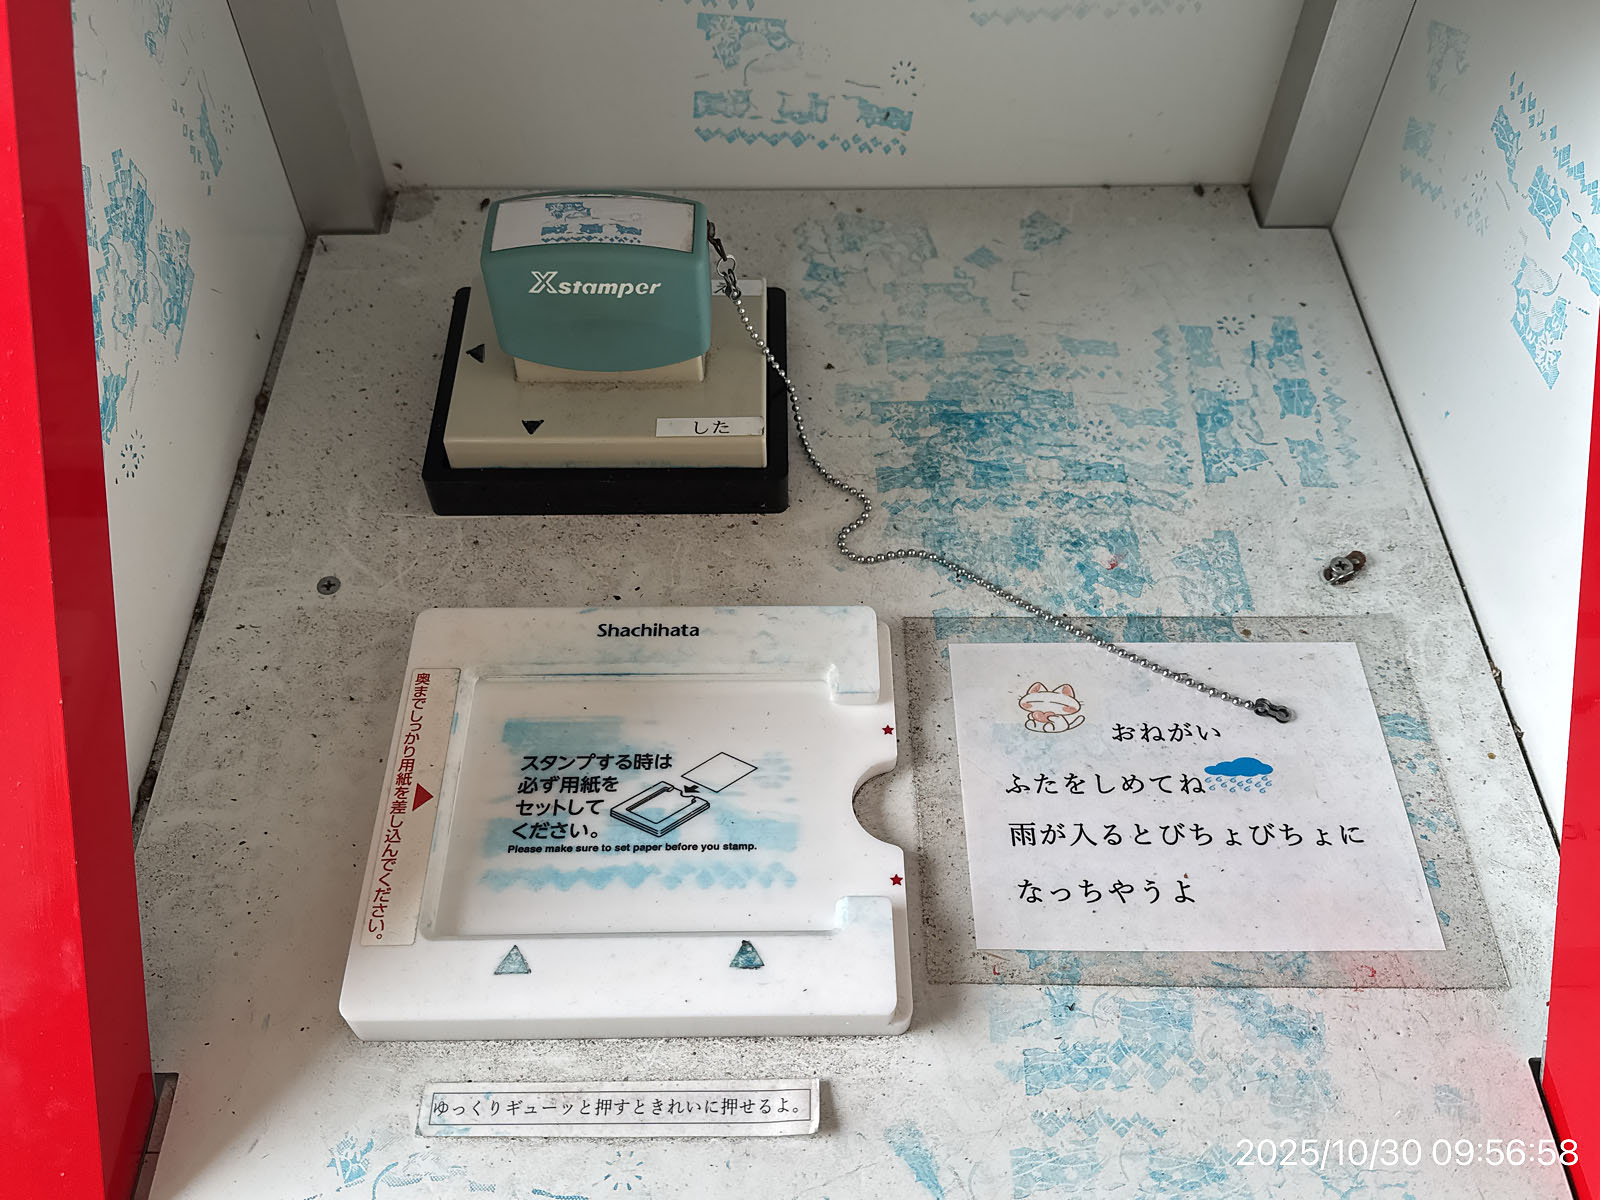 Xstamper
した
Shachihata
奥までしっかり用紙を差し込んでください。
スタンプする時は
必ず用紙を
セットして
ください。
Please make sure to set paper before you stamp.
おねがい
ふたをしめてね
雨が入るとびちょびちょに
なっちやうよ
ゆっくりギューッと押すときれいに押せるよ。
2025/10/30 09:56:58